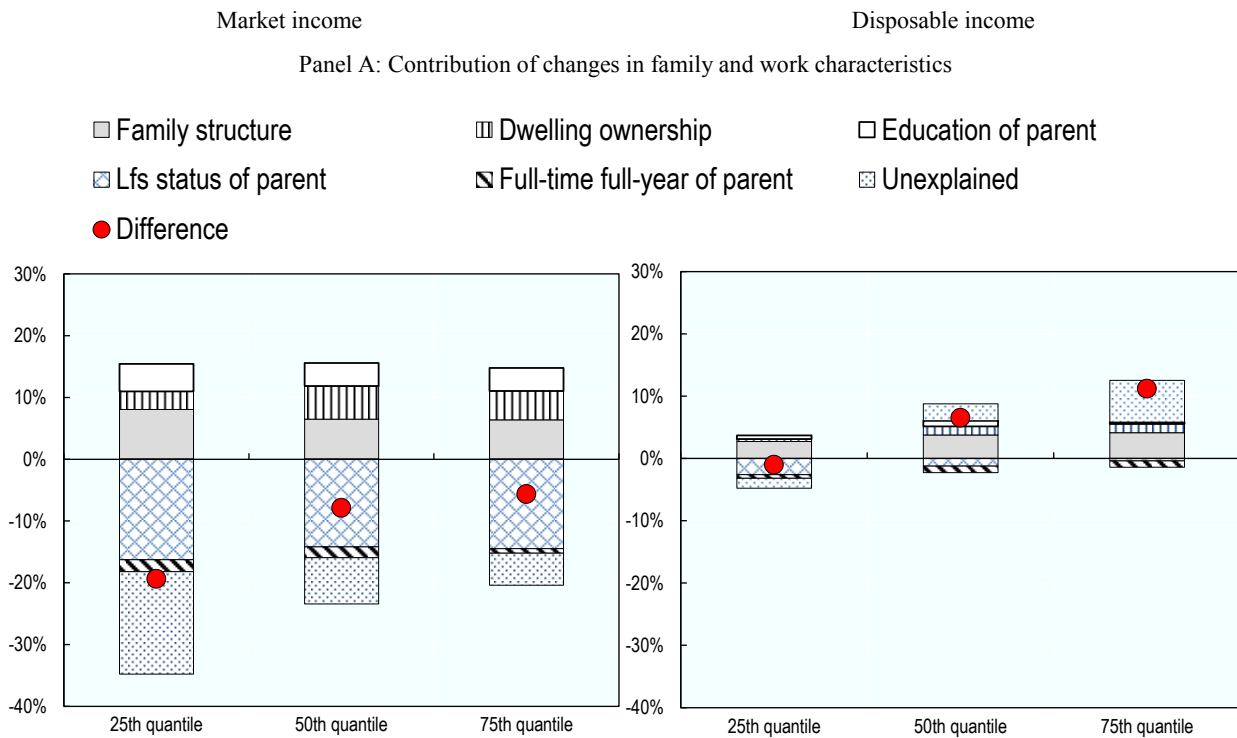 Market income
Disposable income
Panel A: Contribution of changes in family and work characteristics
Family structure
Dwelling ownership
Education of parent
Lfs status of parent
Full-time full-year of parent
Unexplained
Difference
30%
20%
10%
0%
-10%
-20%
-30%
-40%
25th quantile
50th quantile
75th quantile
30%
20%
10%
0%
-10%
-20%
-30%
-40%
25th quantile
50th quantile
75th quantile